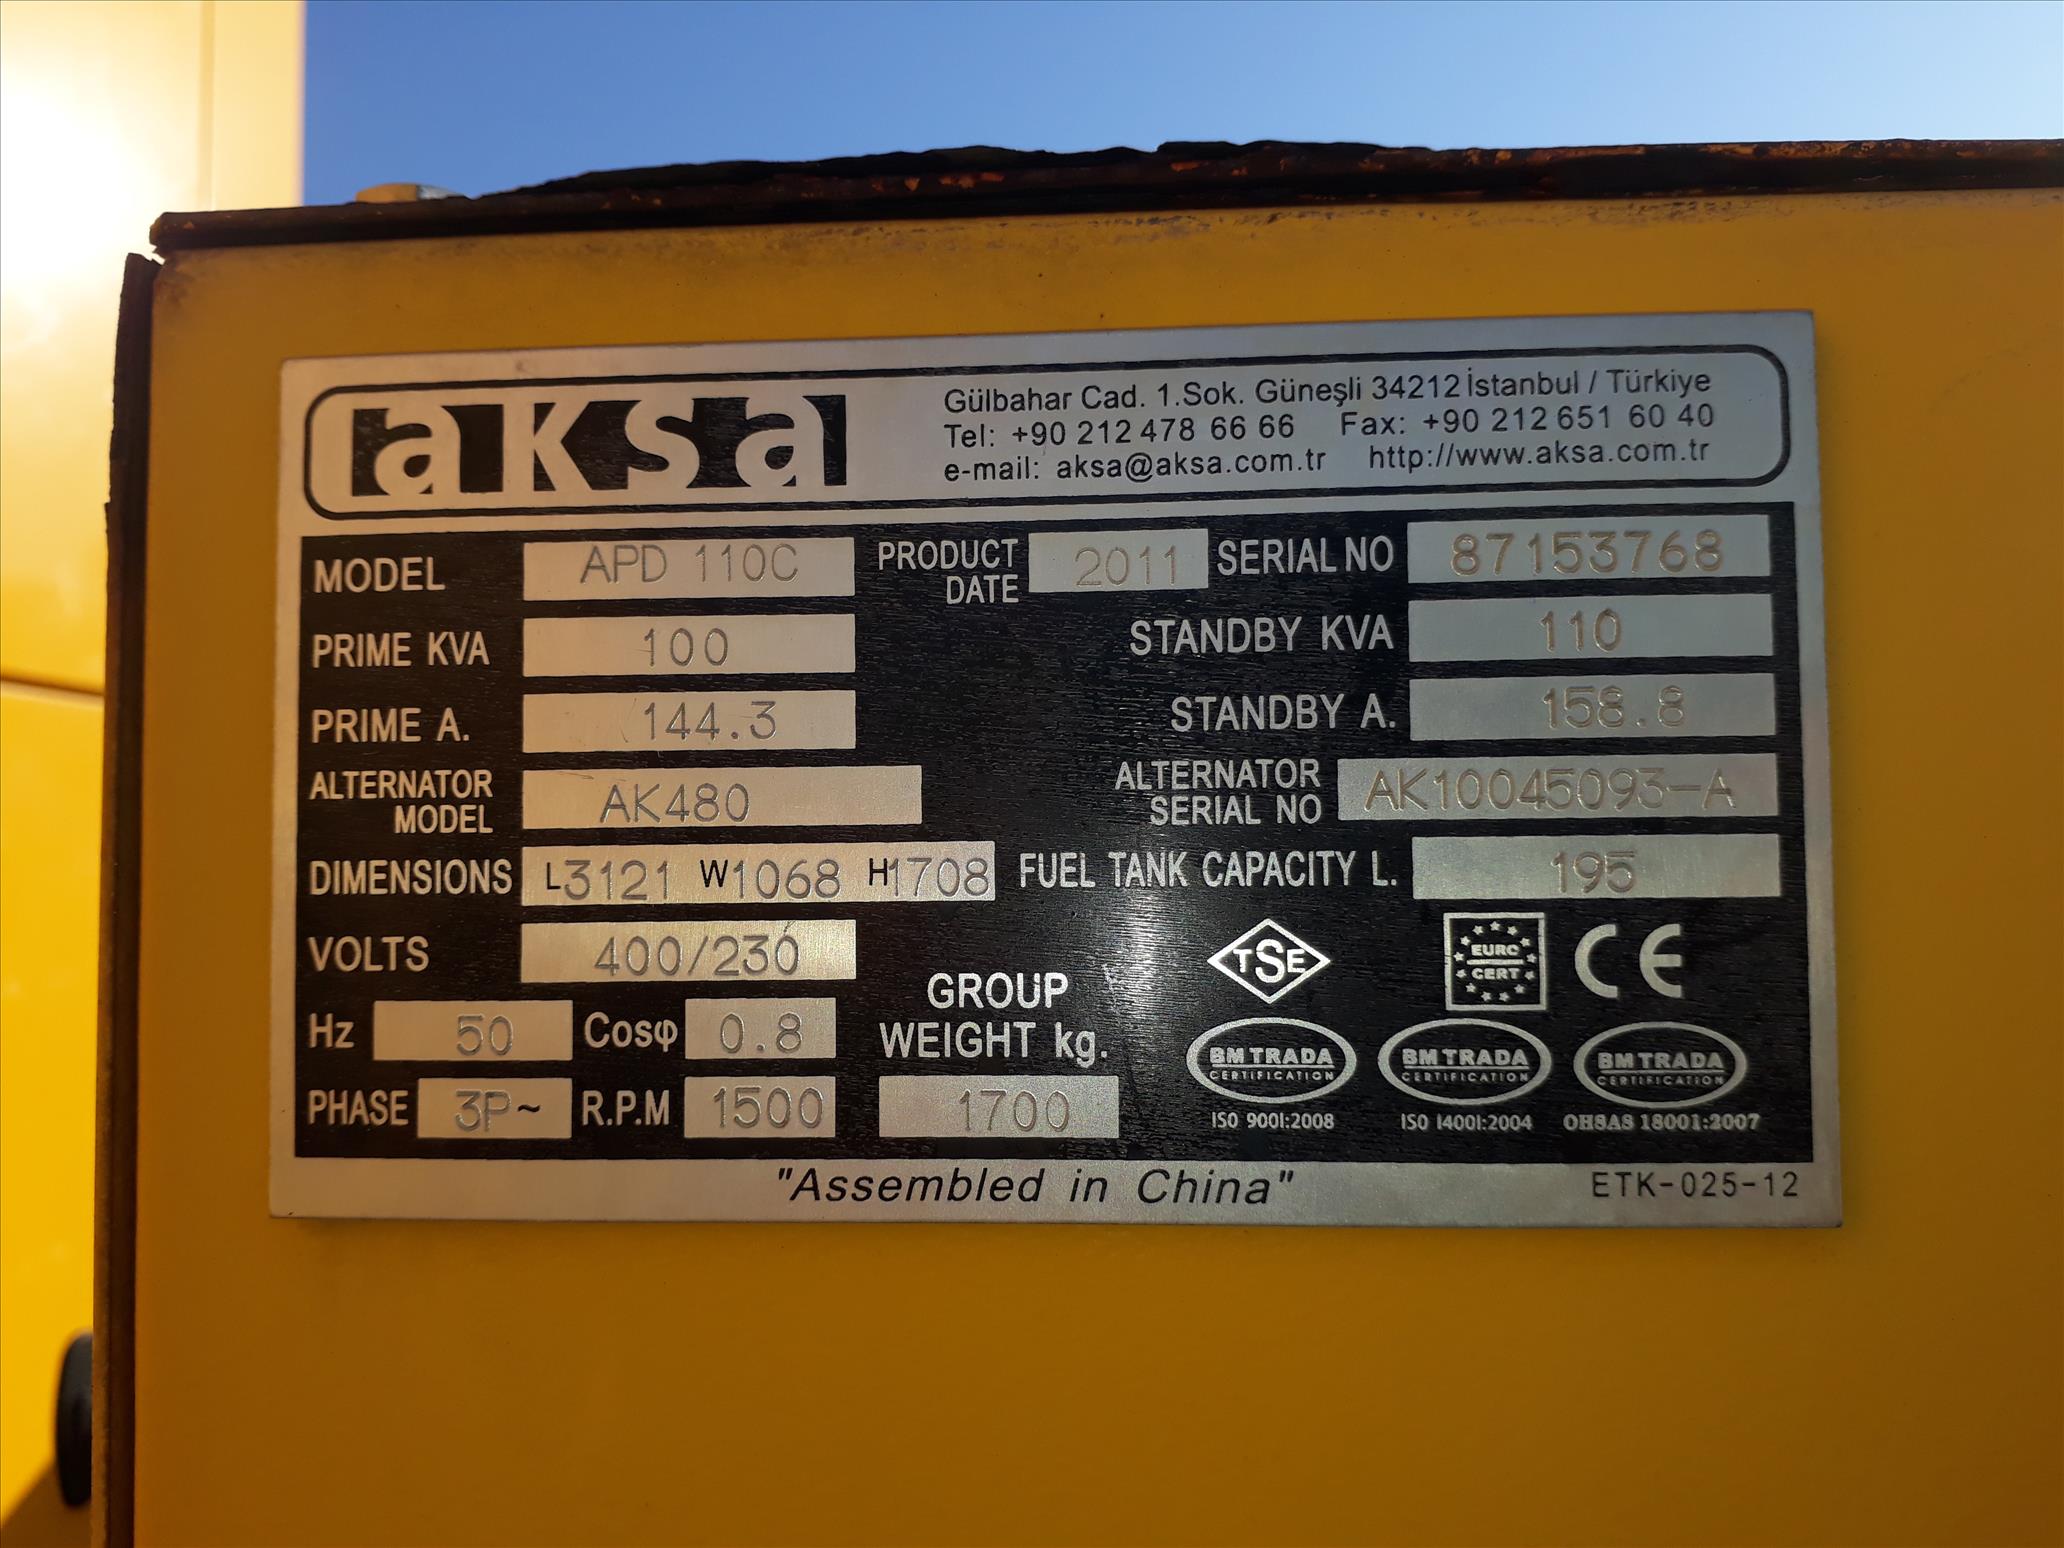 aksa
Gülbahar Cad. 1.Sok. Güneşli 34212 İstanbul / Türkiye
Tel: +90 212 478 66 66 Fax: +90 212 651 60 40
e-mail: aksa@aksa.com.tr http://www.aksa.com.tr
MODEL APD 110C PRODUCT DATE 2011 SERIAL NO 87153768
PRIME KVA 100 STANDBY KVA 110
PRIME A. 144.3 STANDBY A. 158.8
ALTERNATOR MODEL AK480 ALTERNATOR SERIAL NO AK10045093-A
DIMENSIONS L3121 W1068 H1708 FUEL TANK CAPACITY L. 195
VOLTS 400/230
TSE EURO CERT CE
Hz 50 Cosφ 0.8 GROUP WEIGHT kg.
BM TRADA CERTIFICATION BM TRADA CERTIFICATION BM TRADA CERTIFICATION
PHASE 3P~ R.P.M 1500 1700
ISO 9001:2008 ISO 14001:2004 OHSAS 18001:2007
"Assembled in China" ETK-025-12